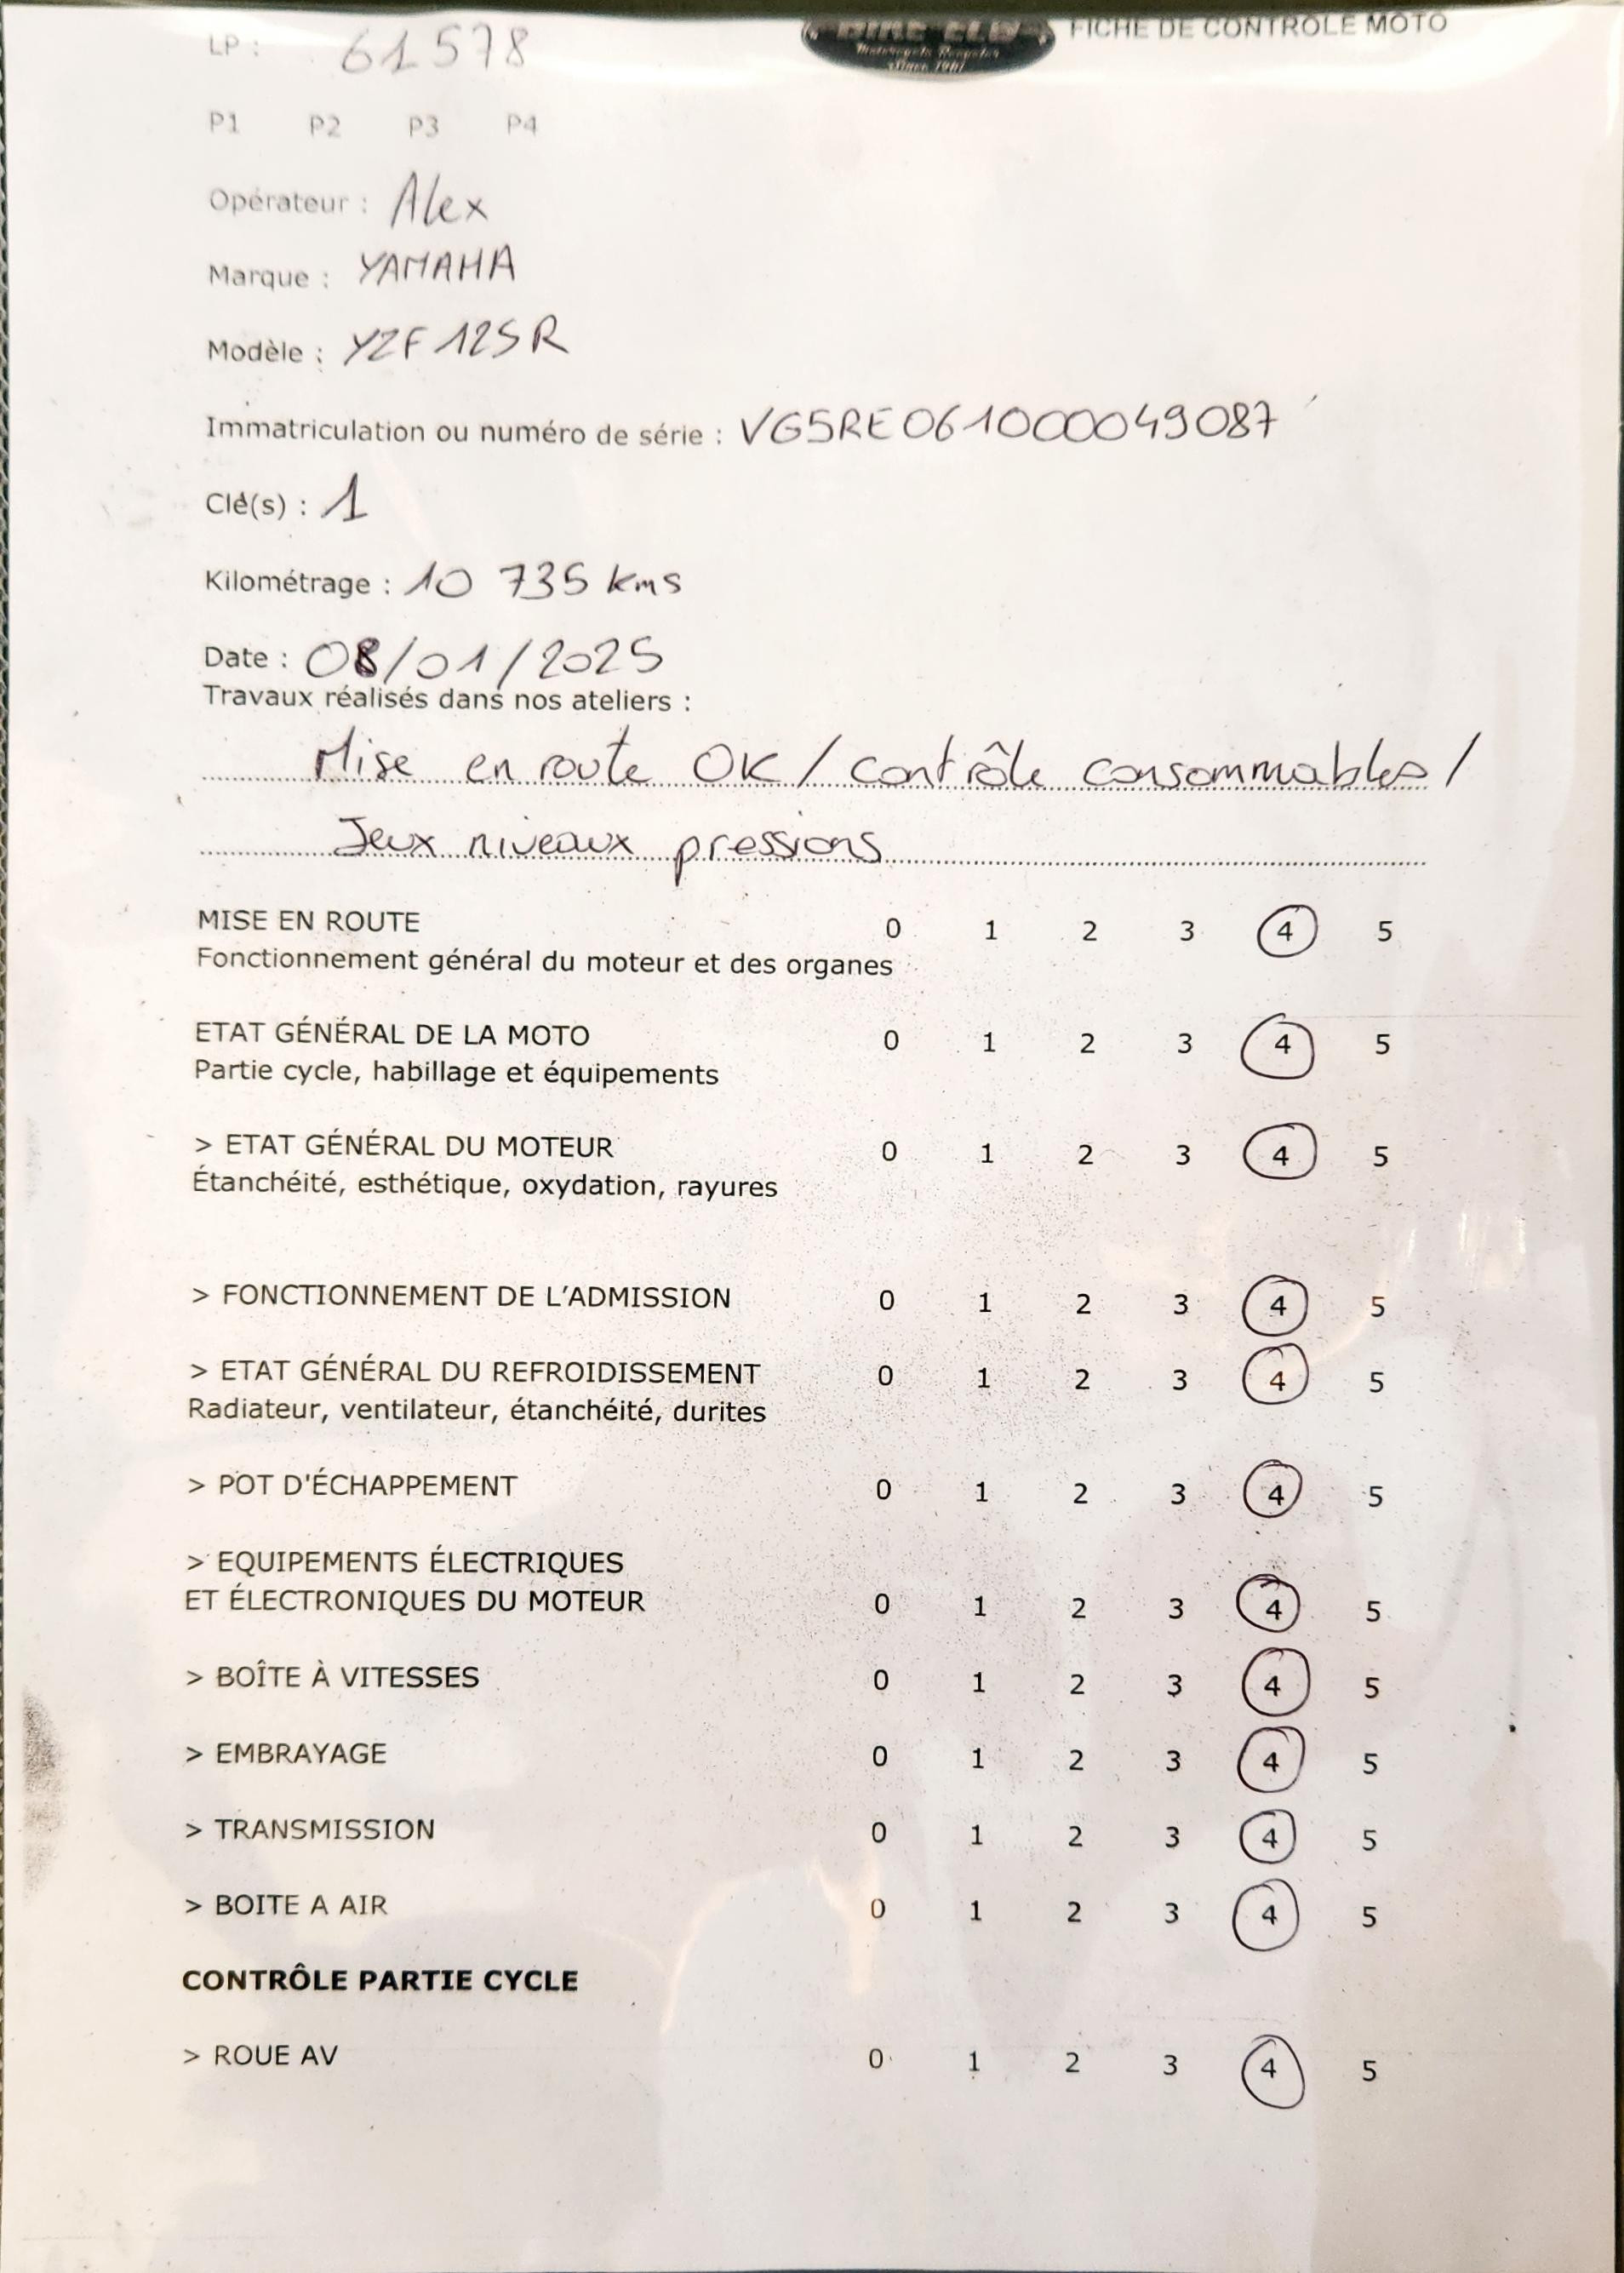 LP : 61 578
FICHE DE CONTRÔLE MOTO
Motorcycle Recycler
Since 1981
P1 P2 P3 P4
Opérateur : Alex
Marque : YAMAHA
Modèle : YZF 125 R
Immatriculation ou numéro de série : VG5RE061000049087
Clé(s) : 1
Kilométrage : 10 735 kms
Date : 08/01/2025
Travaux réalisés dans nos ateliers :
Mise en route OK / contrôle consommables /
Jeux niveaux pressions
MISE EN ROUTE 0 1 2 3 4 5
Fonctionnement général du moteur et des organes
ETAT GÉNÉRAL DE LA MOTO 0 1 2 3 4 5
Partie cycle, habillage et équipements
> ETAT GÉNÉRAL DU MOTEUR 0 1 2 3 4 5
Étanchéité, esthétique, oxydation, rayures
> FONCTIONNEMENT DE L'ADMISSION 0 1 2 3 4 5
> ETAT GÉNÉRAL DU REFROIDISSEMENT 0 1 2 3 4 5
Radiateur, ventilateur, étanchéité, durites
> POT D'ÉCHAPPEMENT 0 1 2 3 4 5
> EQUIPEMENTS ÉLECTRIQUES
ET ÉLECTRONIQUES DU MOTEUR 0 1 2 3 4 5
> BOÎTE À VITESSES 0 1 2 3 4 5
> EMBRAYAGE 0 1 2 3 4 5
> TRANSMISSION 0 1 2 3 4 5
> BOITE A AIR 0 1 2 3 4 5
CONTRÔLE PARTIE CYCLE
> ROUE AV 0 1 2 3 4 5